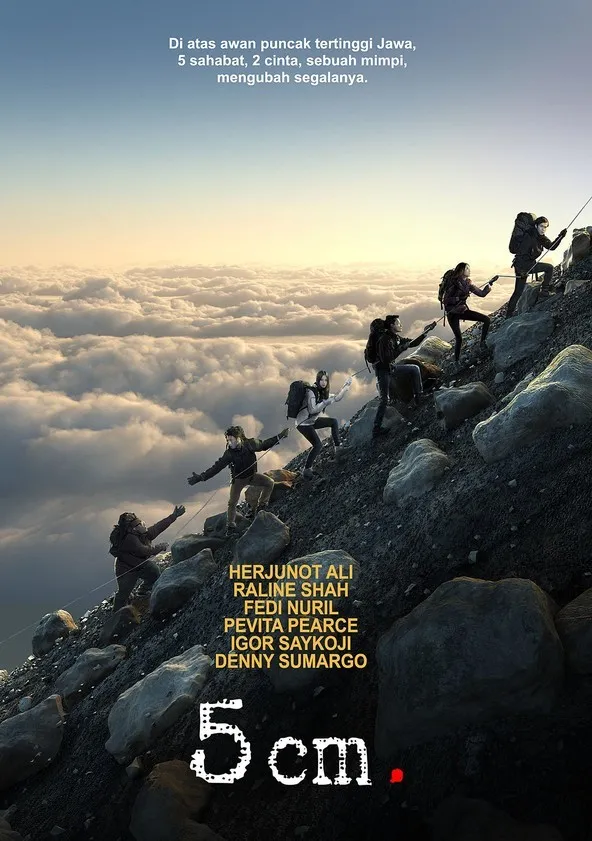 Di atas awan puncak tertinggi Jawa,
5 sahabat, 2 cinta, sebuah mimpi,
mengubah segalanya.
HERJUNOT ALI
RALINE SHAH
FEDI NURIL
PEVITA PEARCE
IGOR SAYKOJI
DENNY SUMARGO
5 cm.